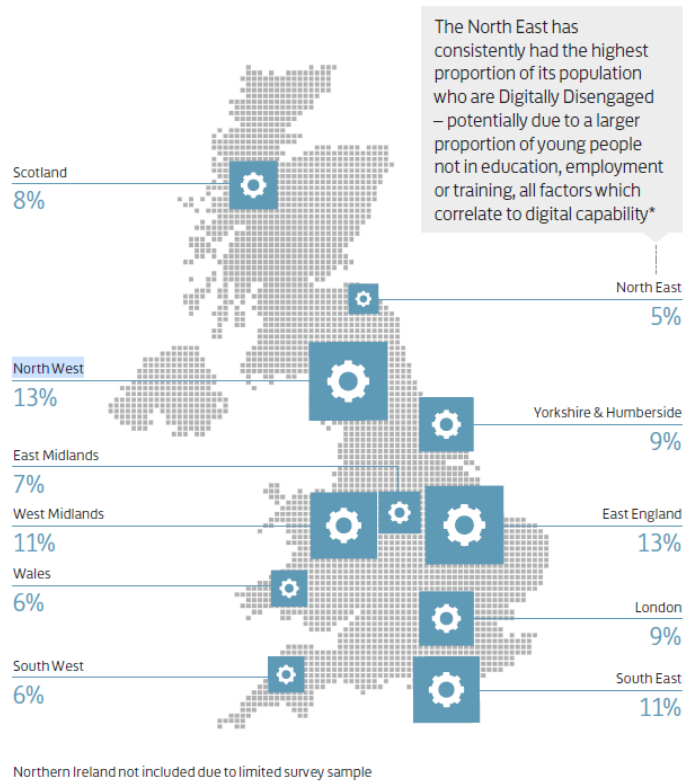 The North East has
consistently had the highest
proportion of its population
who are Digitally Disengaged
– potentially due to a larger
proportion of young people
not in education, employment
or training, all factors which
correlate to digital capability*
Scotland
8%
North East
5%
North West
13%
Yorkshire & Humberside
9%
East Midlands
7%
West Midlands
11%
East England
13%
Wales
6%
London
9%
South West
6%
South East
11%
Northern Ireland not included due to limited survey sample